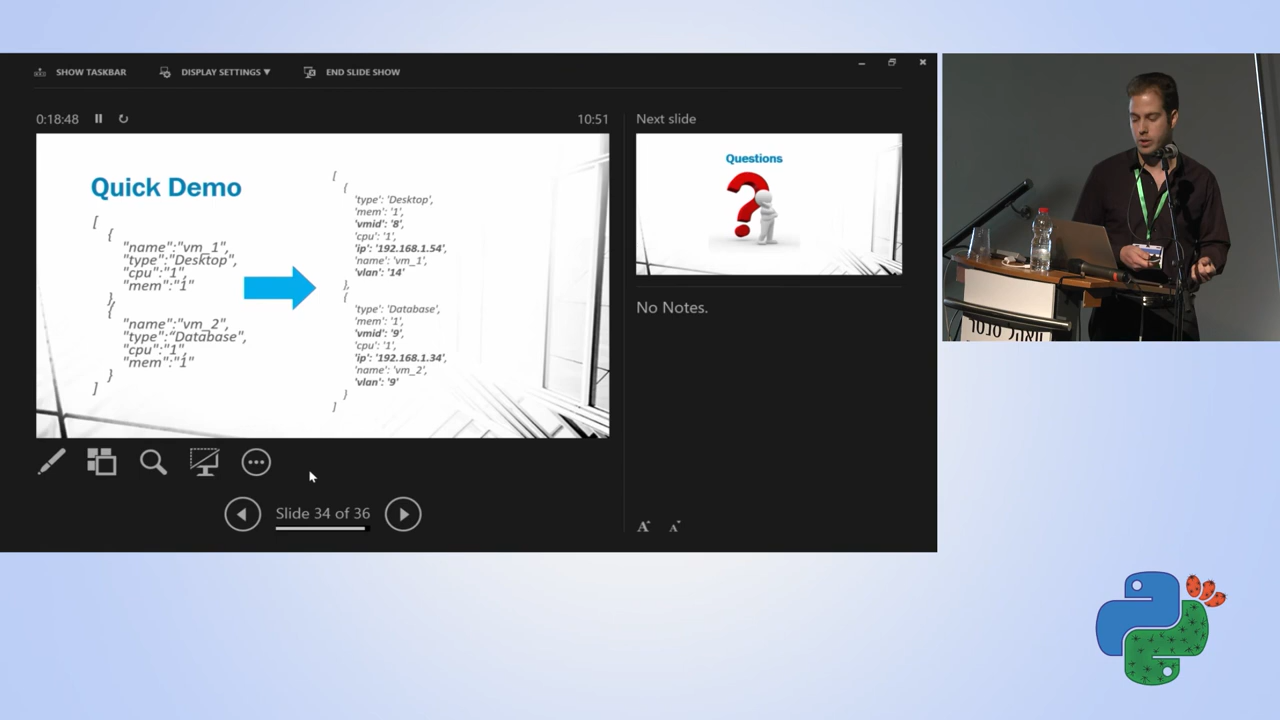 SHOW TASKBAR
DISPLAY SETTINGS ▼
END SLIDE SHOW
0:18:48
10:51
Next slide
Quick Demo
[
{
"name":"vm_1",
"type":"Desktop",
"cpu":"1",
"mem":"1"
},
{
"name":"vm_2",
"type":"Database",
"cpu":"1",
"mem":"1"
}
]
[
{
'type': 'Desktop',
'mem': '1',
'vmid': '8',
'cpu': '1',
'ip': '192.168.1.54',
'name': 'vm_1',
'vlan': '14'
},
{
'type': 'Database',
'mem': '1',
'vmid': '9',
'cpu': '1',
'ip': '192.168.1.34',
'name': 'vm_2',
'vlan': '9'
}
]
Questions
No Notes.
Slide 34 of 36
A
A